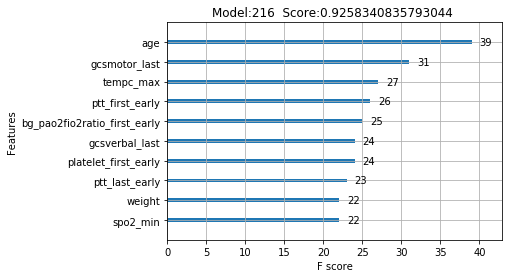 Model:216  Score:0.9258340835793044
Features
age
39
gcsmotor_last
31
tempc_max
27
ptt_first_early
26
bg_pao2fio2ratio_first_early
25
gcsverbal_last
24
platelet_first_early
24
ptt_last_early
23
weight
22
spo2_min
22
0 5 10 15 20 25 30 35 40
F score